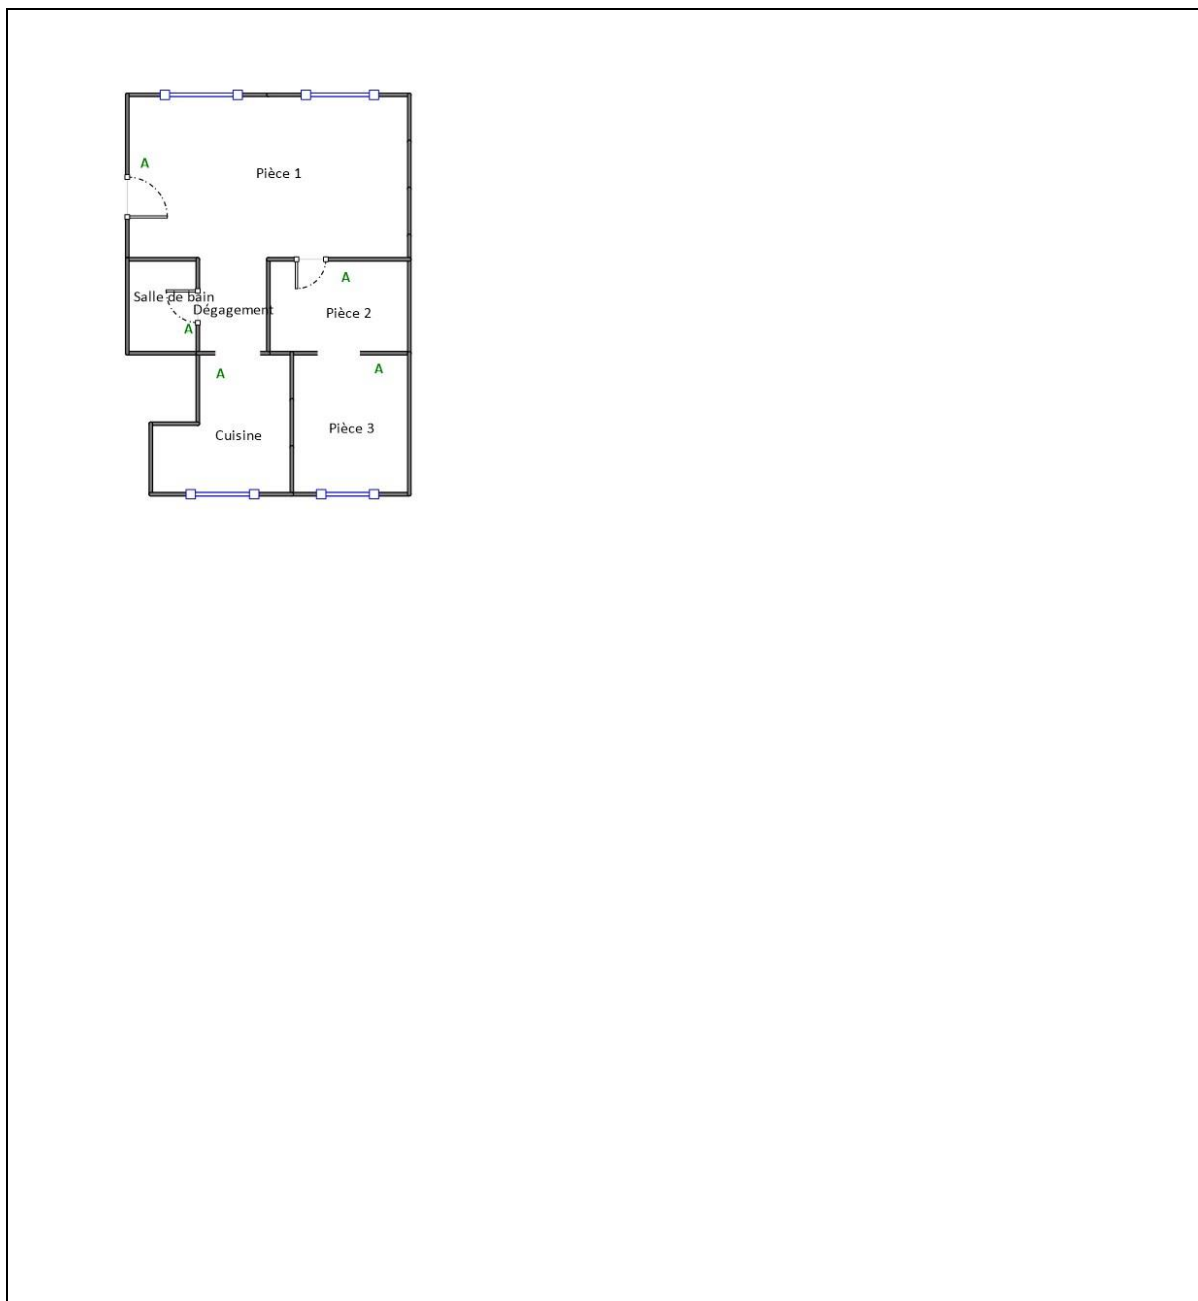 A
Pièce 1
A
Salle de bain
Dégagement
Pièce 2
A
A
A
Cuisine
Pièce 3